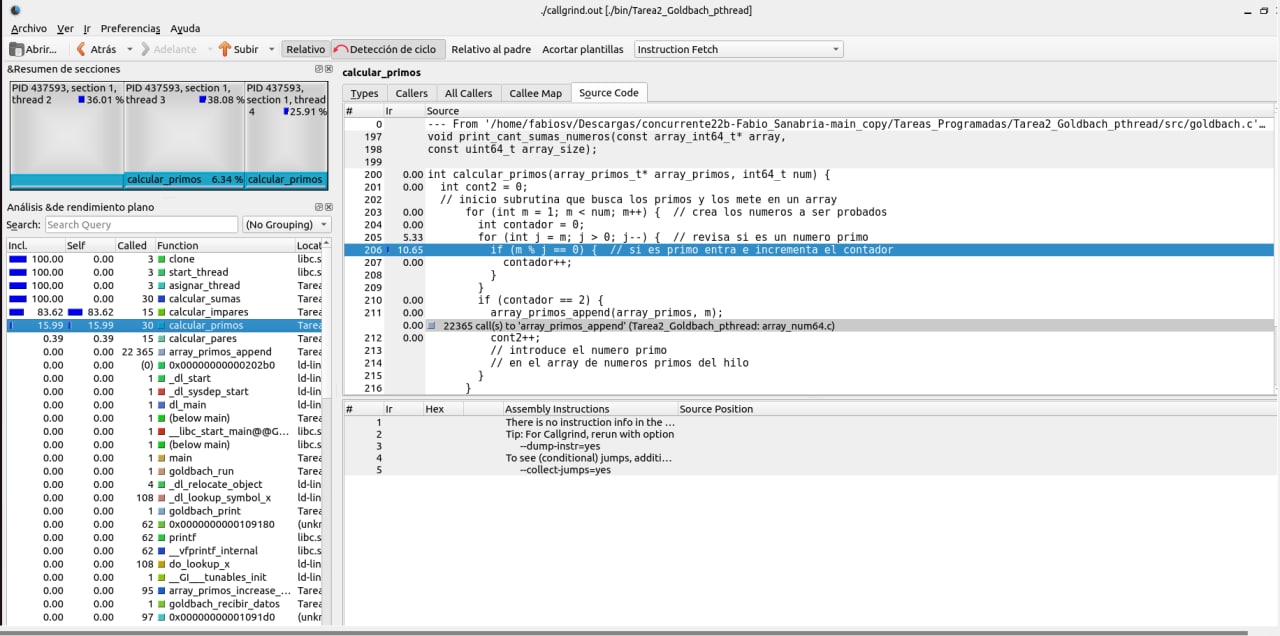 ./callgrind.out [./bin/Tarea2_Goldbach_pthread]
Archivo Ver Ir Preferencias Ayuda
Abrir... Atrás Adelante Subir Relativo Detección de ciclo Relativo al padre Acortar plantillas Instruction Fetch
&Resumen de secciones
PID 437593, section 1, thread 2 36.01 %
PID 437593, section 1, thread 3 38.08 %
PID 437593, section 1, thread 4 25.91 %
calcular_primos 6.34 % calcular_primos
Análisis &de rendimiento plano
Search: Search Query (No Grouping)
Incl. Self Called Function Locat
100.00 0.00 3 clone libc.s
100.00 0.00 3 start_thread libc.s
100.00 0.00 3 asignar_thread Tarea
100.00 0.00 30 calcular_sumas Tarea
83.62 83.62 15 calcular_impares Tarea
15.99 15.99 30 calcular_primos Tarea
0.39 0.39 15 calcular_pares Tarea
0.00 0.00 22 365 array_primos_append Tarea
0.00 0.00 (0) 0x00000000000202b0 ld-lin
0.00 0.00 1 _dl_start ld-lin
0.00 0.00 1 _dl_sysdep_start ld-lin
0.00 0.00 1 dl_main ld-lin
0.00 0.00 1 (below main) Tarea
0.00 0.00 1 __libc_start_main@@G... libc.s
0.00 0.00 1 (below main) libc.s
0.00 0.00 1 main Tarea
0.00 0.00 1 goldbach_run Tarea
0.00 0.00 4 _dl_relocate_object ld-lin
0.00 0.00 108 _dl_lookup_symbol_x ld-lin
0.00 0.00 1 goldbach_print Tarea
0.00 0.00 62 0x0000000000109180 (unkr
0.00 0.00 62 printf libc.s
0.00 0.00 62 __vfprintf_internal libc.s
0.00 0.00 108 do_lookup_x ld-lin
0.00 0.00 1 __GI___tunables_init ld-lin
0.00 0.00 95 array_primos_increase_... Tarea
0.00 0.00 1 goldbach_recibir_datos Tarea
0.00 0.00 97 0x00000000001091d0 (unkr
calcular_primos
Types Callers All Callers Callee Map Source Code
# Ir Source
0 --- From '/home/fabiosv/Descargas/concurrente22b-Fabio_Sanabria-main_copy/Tareas_Programadas/Tarea2_Goldbach_pthread/src/goldbach.c'...
197 void print_cant_sumas_numeros(const array_int64_t* array,
198 const uint64_t array_size);
199
200 0.00 int calcular_primos(array_primos_t* array_primos, int64_t num) {
201 0.00 int cont2 = 0;
202 // inicio subrutina que busca los primos y los mete en un array
203 0.00 for (int m = 1; m < num; m++) { // crea los numeros a ser probados
204 0.00 int contador = 0;
205 5.33 for (int j = m; j > 0; j--) { // revisa si es un numero primo
206 10.65 if (m % j == 0) { // si es primo entra e incrementa el contador
207 0.00 contador++;
208 }
209 }
210 0.00 if (contador == 2) {
211 0.00 array_primos_append(array_primos, m);
0.00 22365 call(s) to 'array_primos_append' (Tarea2_Goldbach_pthread: array_num64.c)
212 0.00 cont2++;
213 // introduce el numero primo
214 // en el array de numeros primos del hilo
215 }
216 }
# Ir Hex Assembly Instructions Source Position
1 There is no instruction info in the ...
2 Tip: For Callgrind, rerun with option
3 --dump-instr=yes
4 To see (conditional) jumps, additi...
5 --collect-jumps=yes